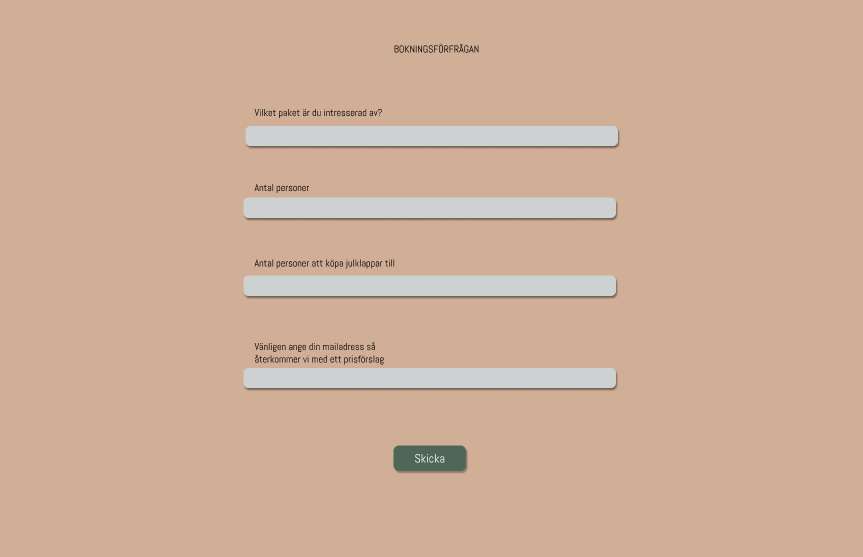 BOKNINGSFÖRFRÅGAN
Vilket paket är du intresserad av?
Antal personer
Antal personer att köpa julklappar till
Vänligen ange din mailadress så
återkommer vi med ett prisförslag
Skicka